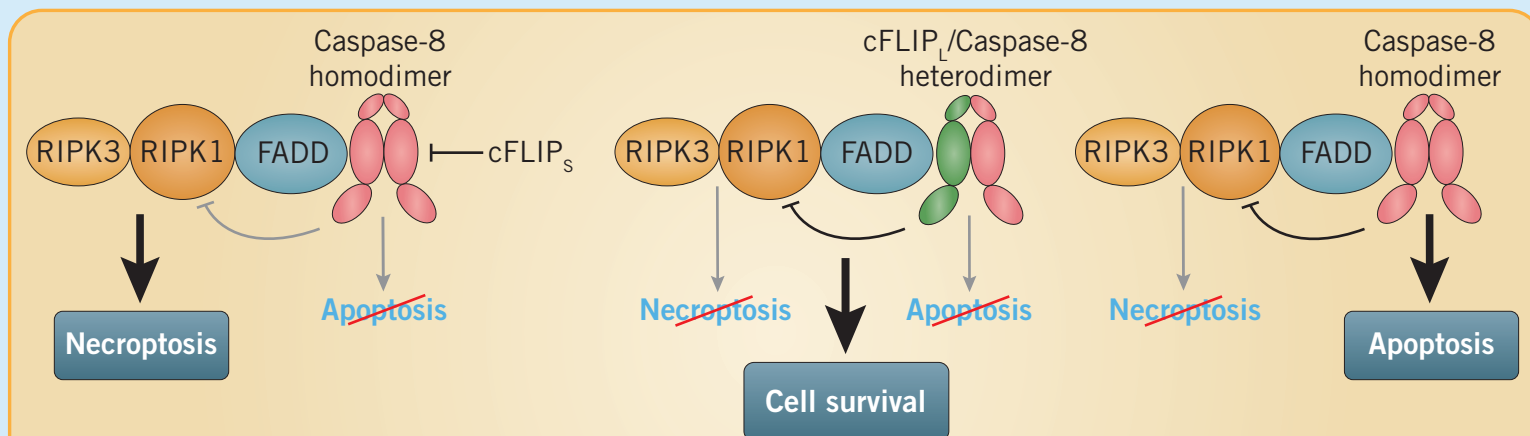 Caspase-8
homodimer
RIPK3 RIPK1 FADD
cFLIPS
Apoptosis
Necroptosis
cFLIPL/Caspase-8
heterodimer
RIPK3 RIPK1 FADD
Necroptosis
Apoptosis
Cell survival
Caspase-8
homodimer
RIPK3 RIPK1 FADD
Necroptosis
Apoptosis